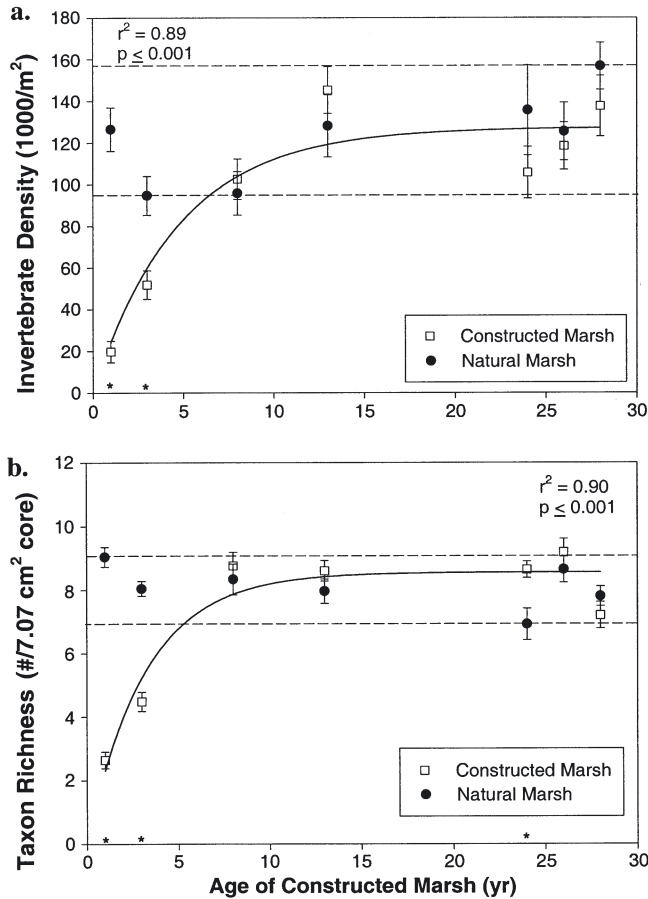 a.
r² = 0.89
p ≤ 0.001
Invertebrate Density (1000/m²)
180
160
140
120
100
80
60
40
20
0
* *
0 5 10 15 20 25 30
Constructed Marsh
Natural Marsh
b.
r² = 0.90
p ≤ 0.001
Taxon Richness (#/7.07 cm² core)
12
10
8
6
4
2
0
Constructed Marsh
Natural Marsh
* * *
0 5 10 15 20 25 30
Age of Constructed Marsh (yr)